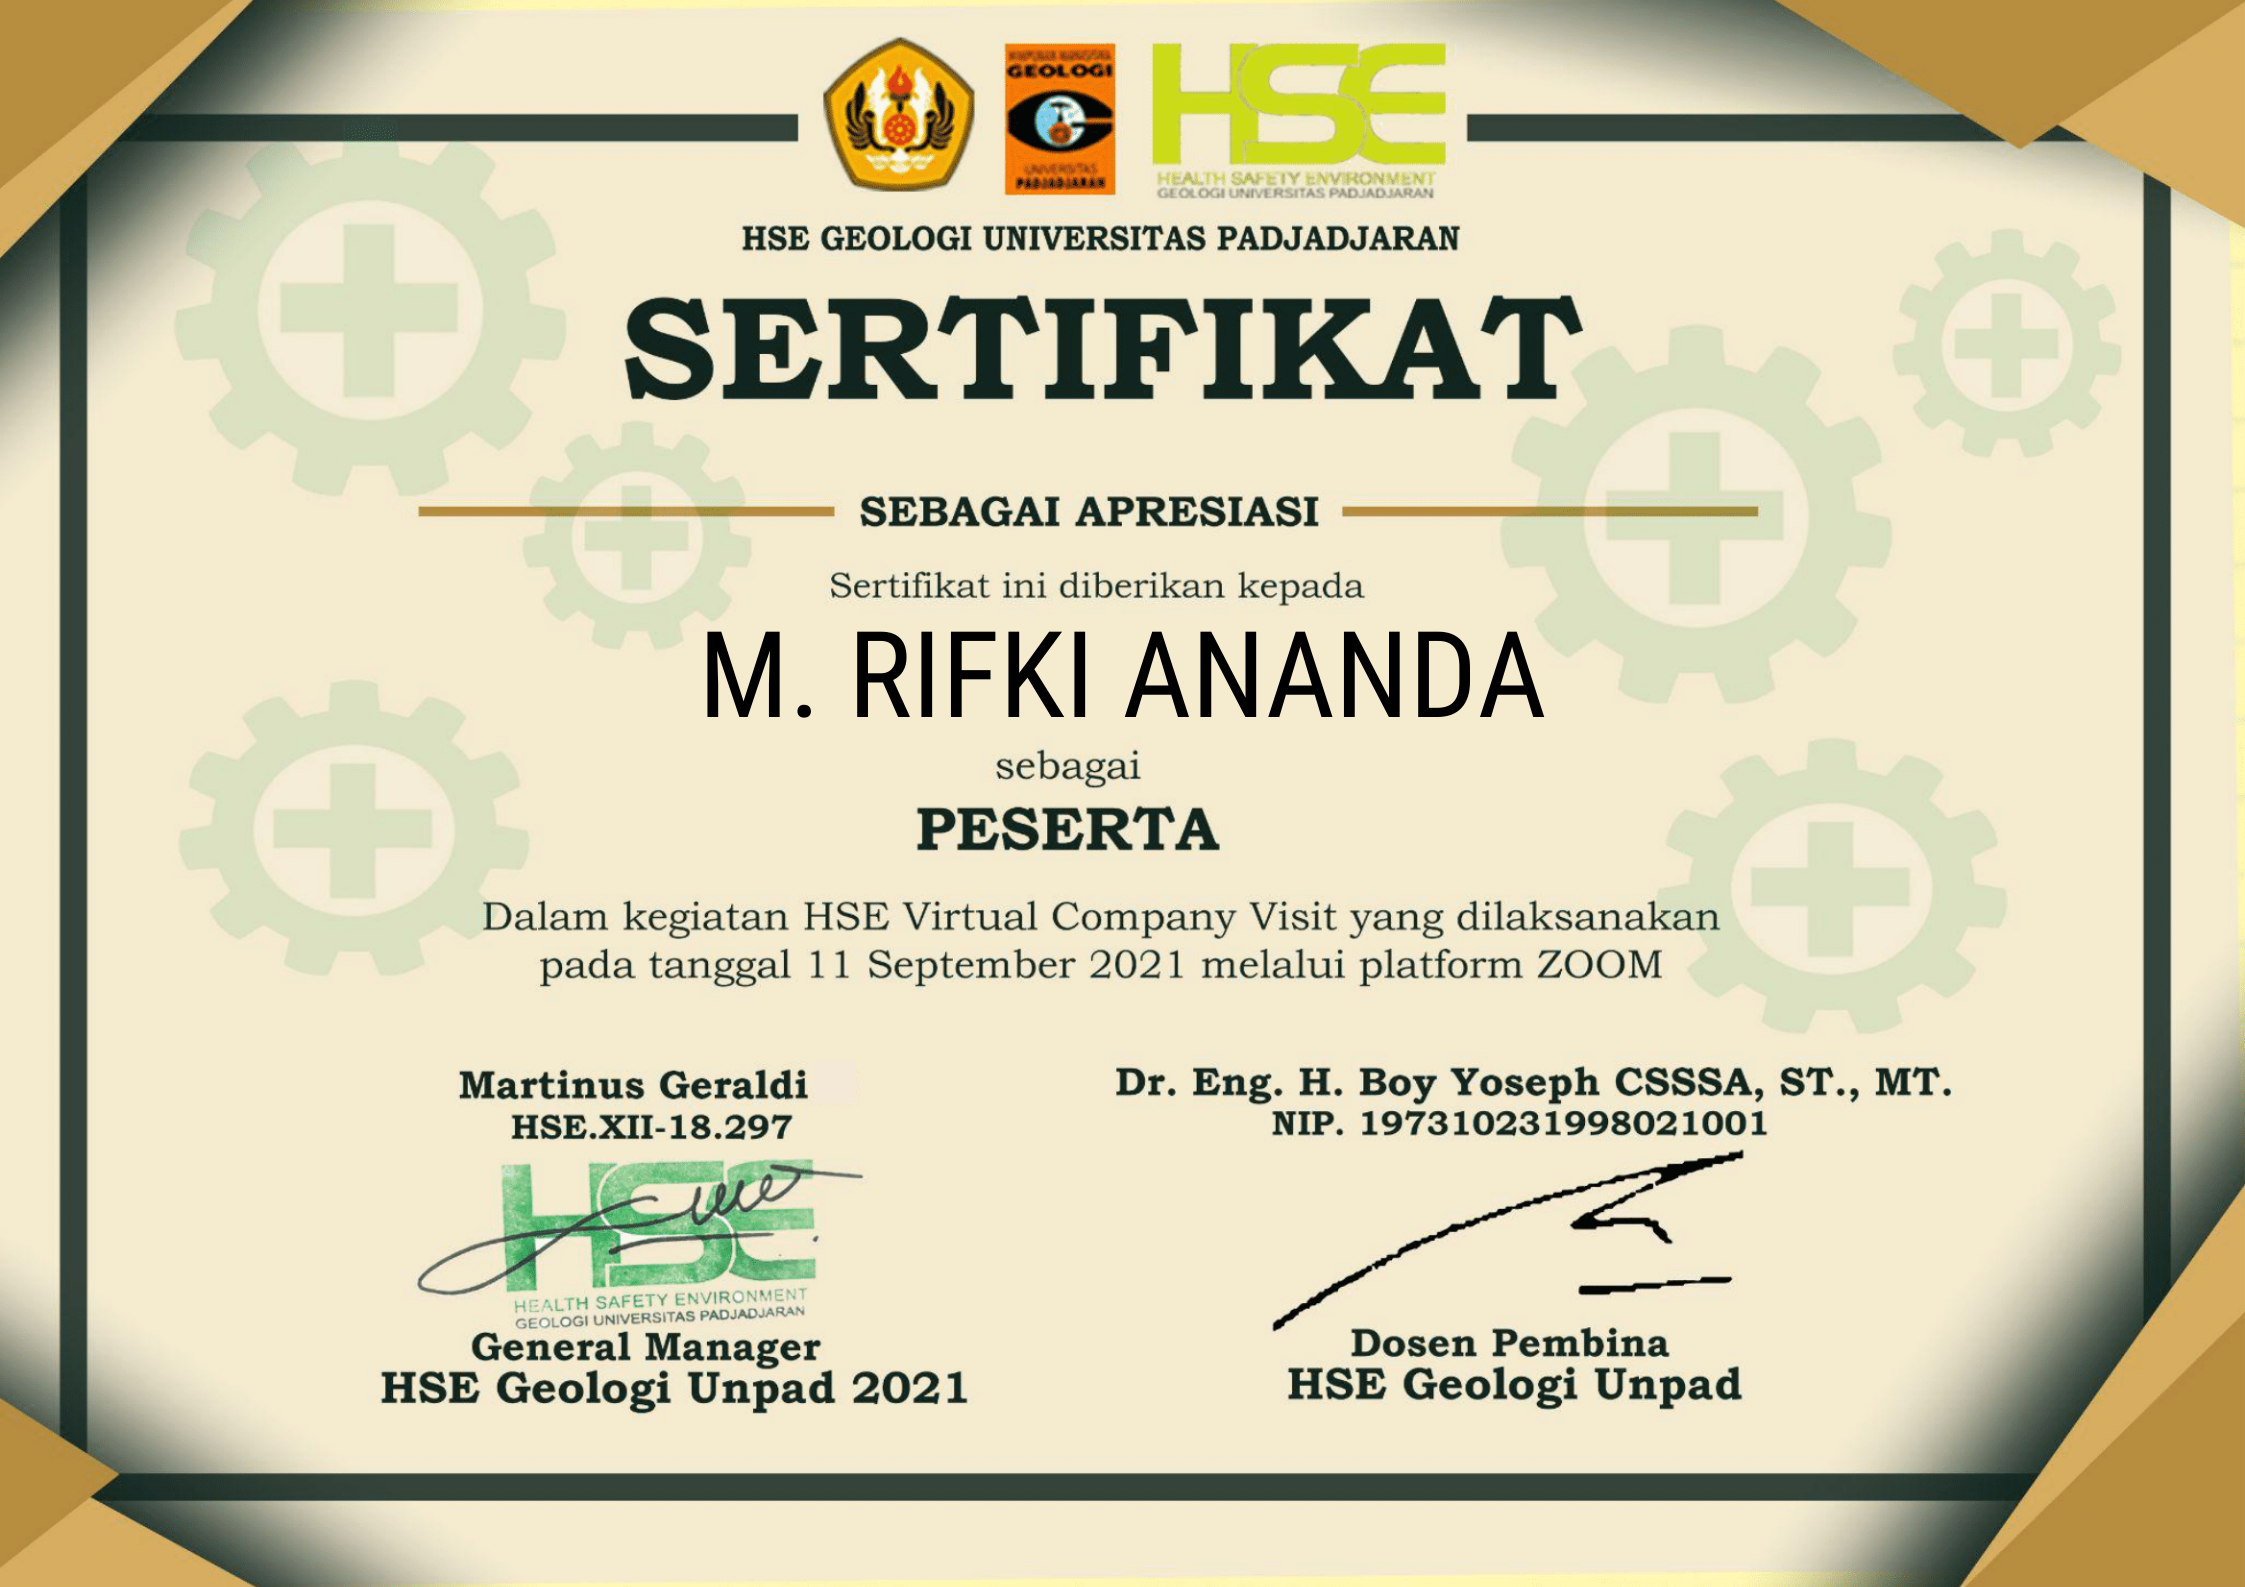 HIMPUNAN MAHASISWA
GEOLOGI
UNIVERSITAS
PADJADJARAN
HSE
HEALTH SAFETY ENVIRONMENT
GEOLOGI UNIVERSITAS PADJADJARAN
HSE GEOLOGI UNIVERSITAS PADJADJARAN
SERTIFIKAT
SEBAGAI APRESIASI
Sertifikat ini diberikan kepada
M. RIFKI ANANDA
sebagai
PESERTA
Dalam kegiatan HSE Virtual Company Visit yang dilaksanakan
pada tanggal 11 September 2021 melalui platform ZOOM
Martinus Geraldi
HSE.XII-18.297
HSE
HEALTH SAFETY ENVIRONMENT
GEOLOGI UNIVERSITAS PADJADJARAN
General Manager
HSE Geologi Unpad 2021
Dr. Eng. H. Boy Yoseph CSSSA, ST., MT.
NIP. 197310231998021001
Dosen Pembina
HSE Geologi Unpad